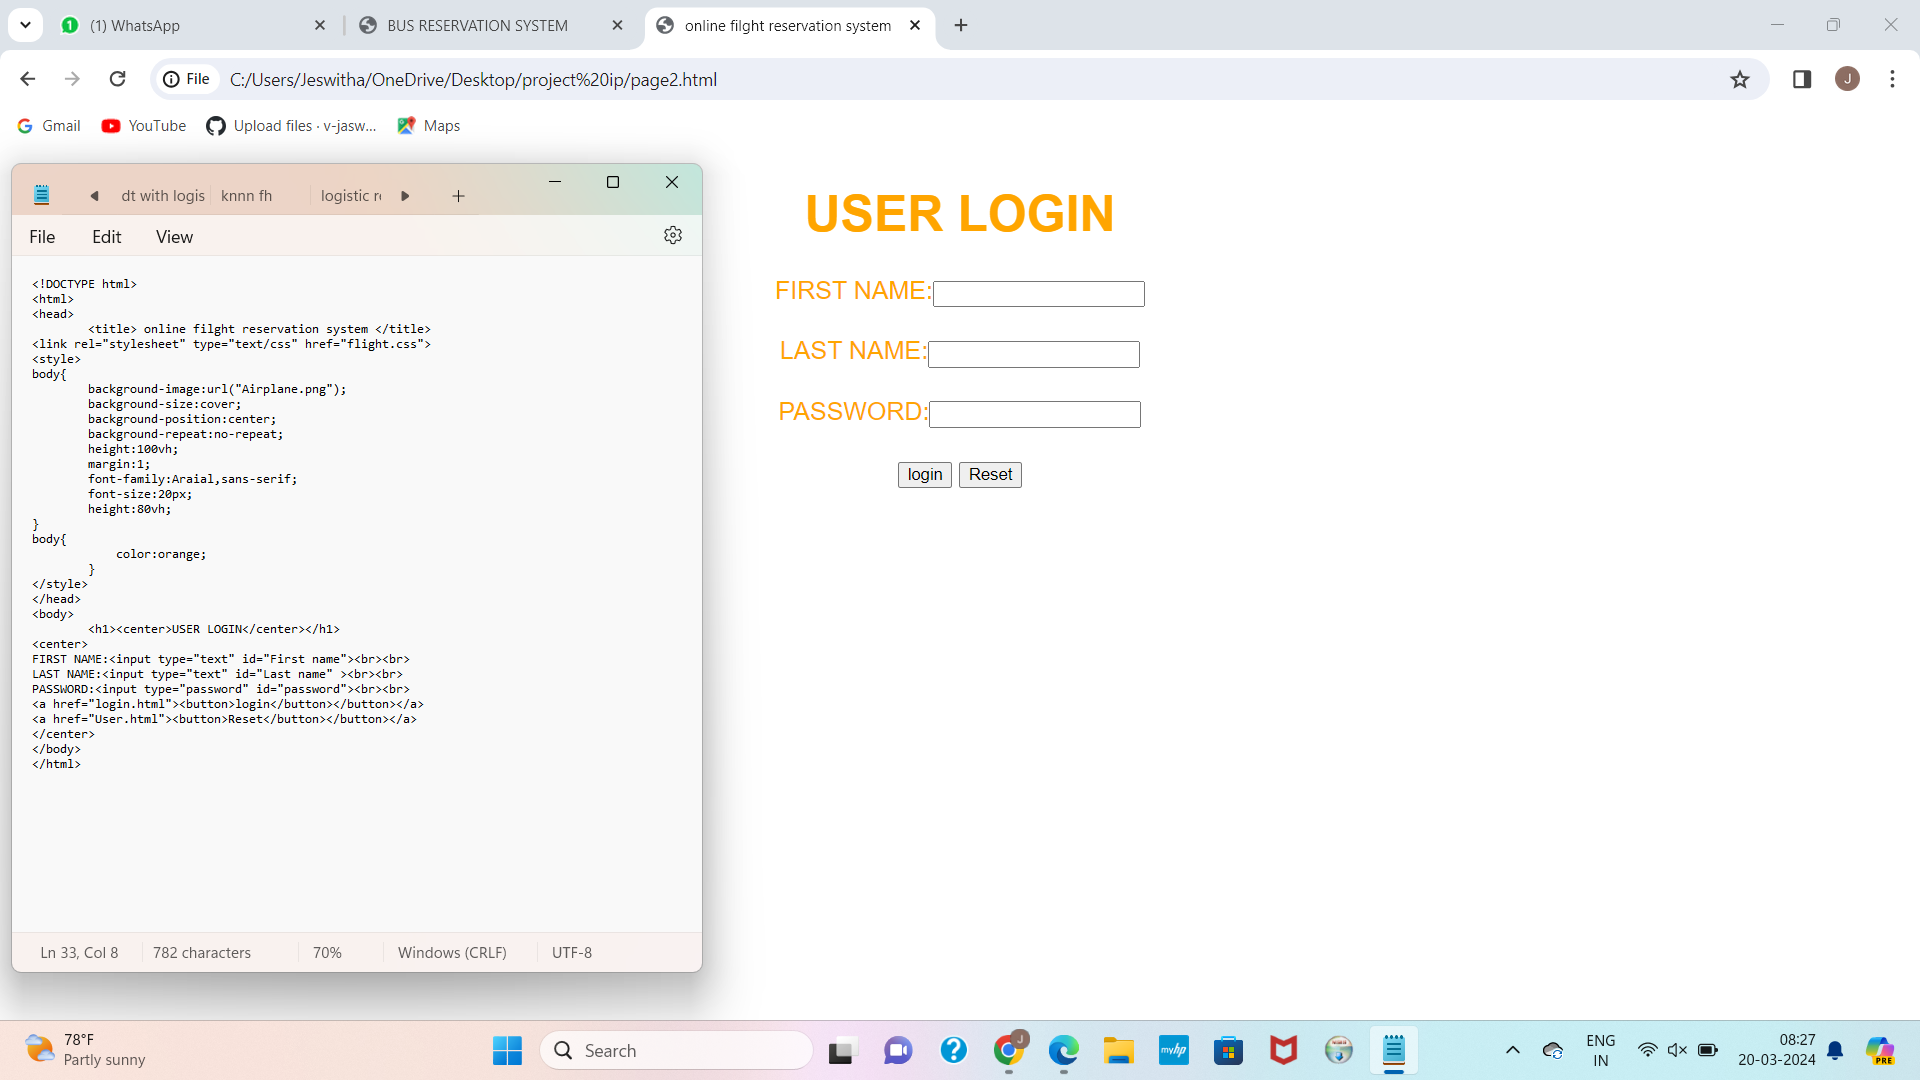 (1) WhatsApp
BUS RESERVATION SYSTEM
online filght reservation system
File
C:/Users/Jeswitha/OneDrive/Desktop/project%20ip/page2.html
J
Gmail
YouTube
Upload files · v-jasw...
Maps
dt with logis
knnn fh
logistic r
File
Edit
View
<!DOCTYPE html>
<html>
<head>
<title> online filght reservation system </title>
<link rel="stylesheet" type="text/css" href="flight.css">
<style>
body{
background-image:url("Airplane.png");
background-size:cover;
background-position:center;
background-repeat:no-repeat;
height:100vh;
margin:1;
font-family:Araial,sans-serif;
font-size:20px;
height:80vh;
}
body{
color:orange;
}
</style>
</head>
<body>
<h1><center>USER LOGIN</center></h1>
<center>
FIRST NAME:<input type="text" id="First name"><br><br>
LAST NAME:<input type="text" id="Last name" ><br><br>
PASSWORD:<input type="password" id="password"><br><br>
<a href="login.html"><button>login</button></button></a>
<a href="User.html"><button>Reset</button></button></a>
</center>
</body>
</html>
Ln 33, Col 8
782 characters
70%
Windows (CRLF)
UTF-8
USER LOGIN
FIRST NAME:
LAST NAME:
PASSWORD:
login
Reset
78°F
Partly sunny
Search
J
myhp
ENG
IN
08:27
20-03-2024
PRE